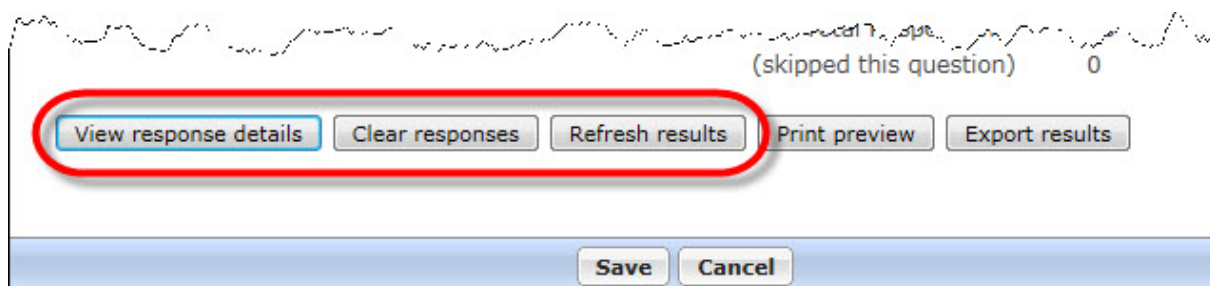 (skipped this question) 0
View response details Clear responses Refresh results Print preview Export results
Save Cancel